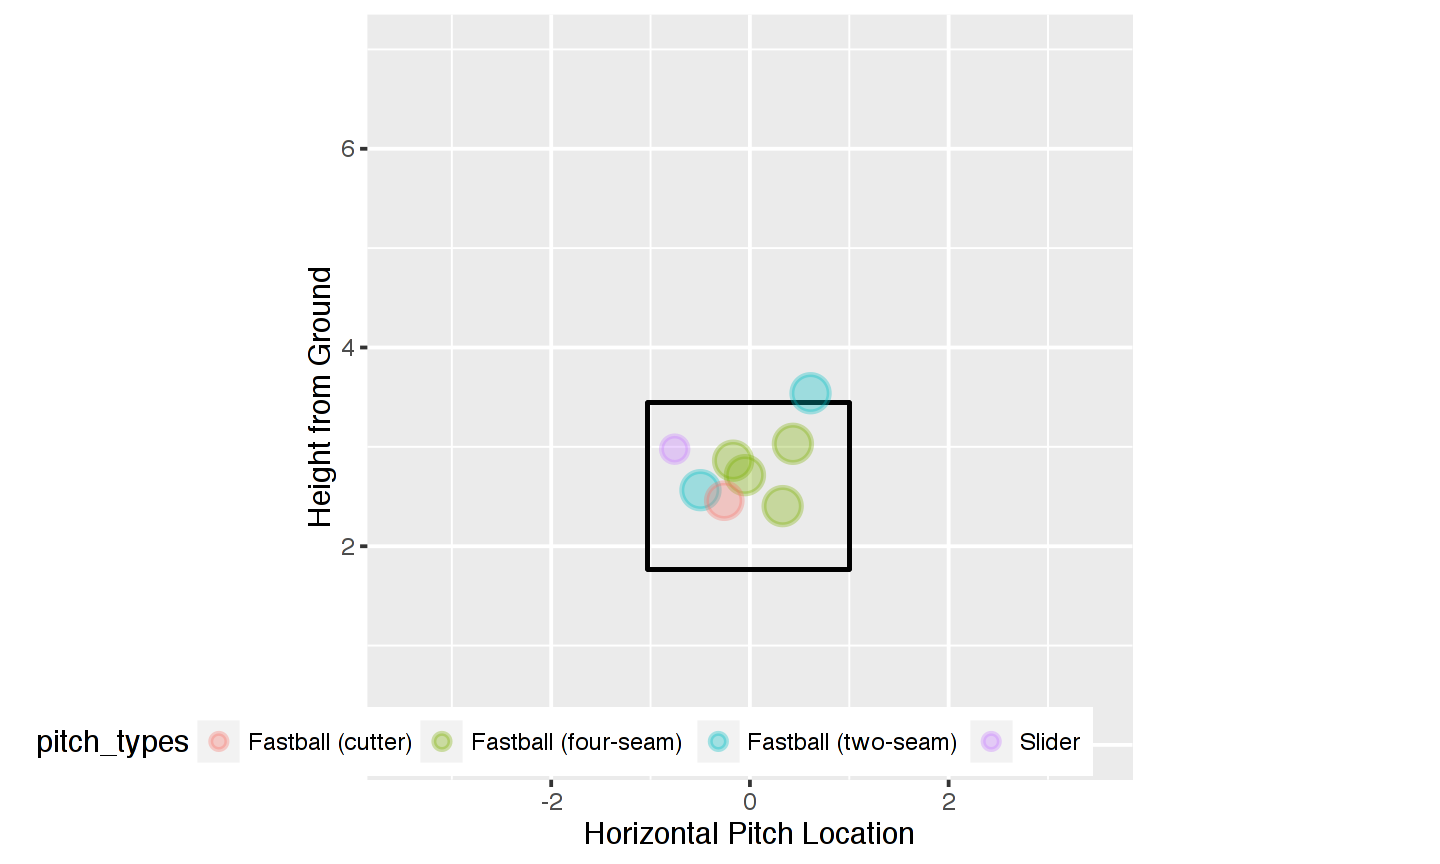 6
4
2
Height from Ground
pitch_types Fastball (cutter) Fastball (four-seam) Fastball (two-seam) Slider
-2 0 2
Horizontal Pitch Location